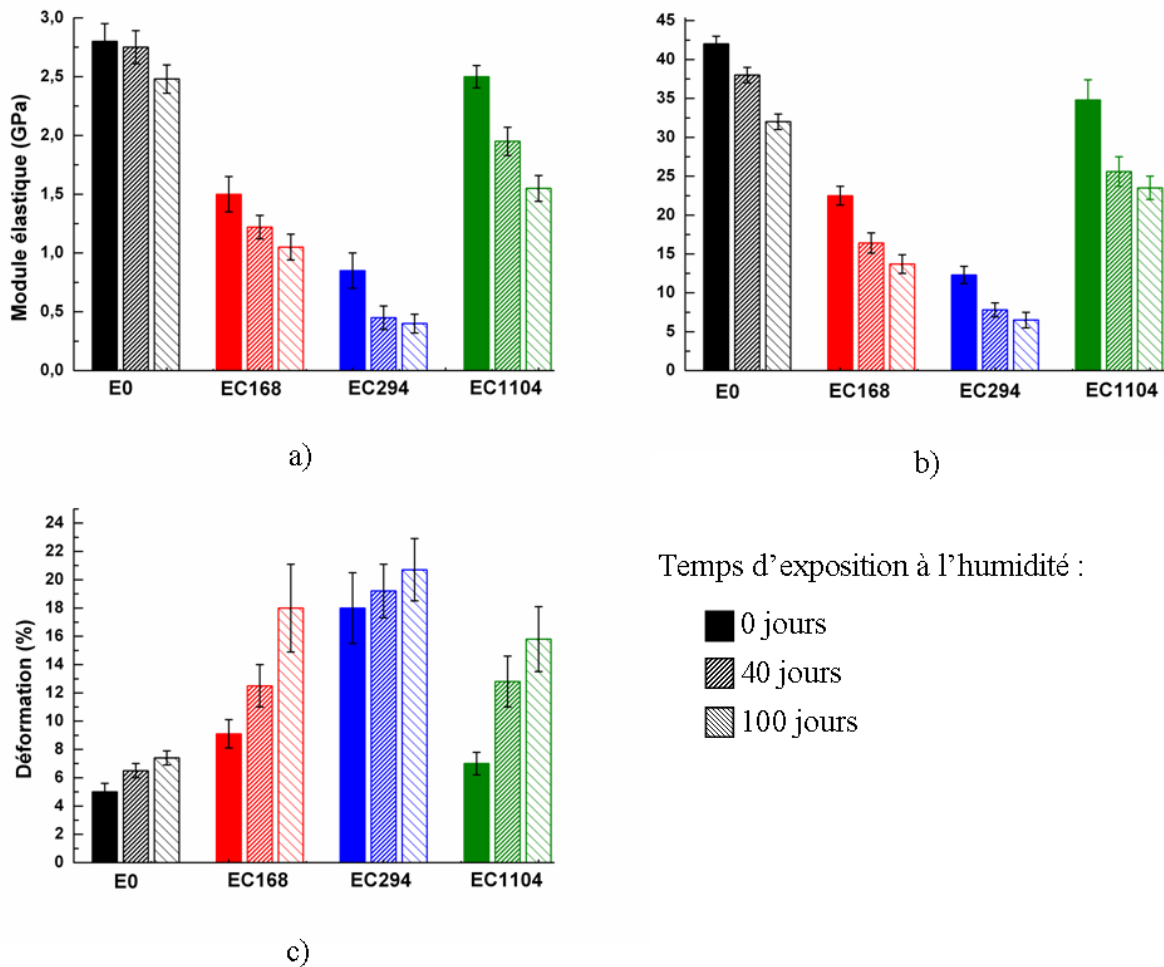 3,0
2,5
2,0
1,5
1,0
0,5
0,0
Module élastique (GPa)
E0 EC168 EC294 EC1104
a)
45
40
35
30
25
20
15
10
5
0
E0 EC168 EC294 EC1104
b)
24
22
20
18
16
14
12
10
8
6
4
2
0
Déformation (%)
E0 EC168 EC294 EC1104
c)
Temps d’exposition à l’humidité :
0 jours
40 jours
100 jours